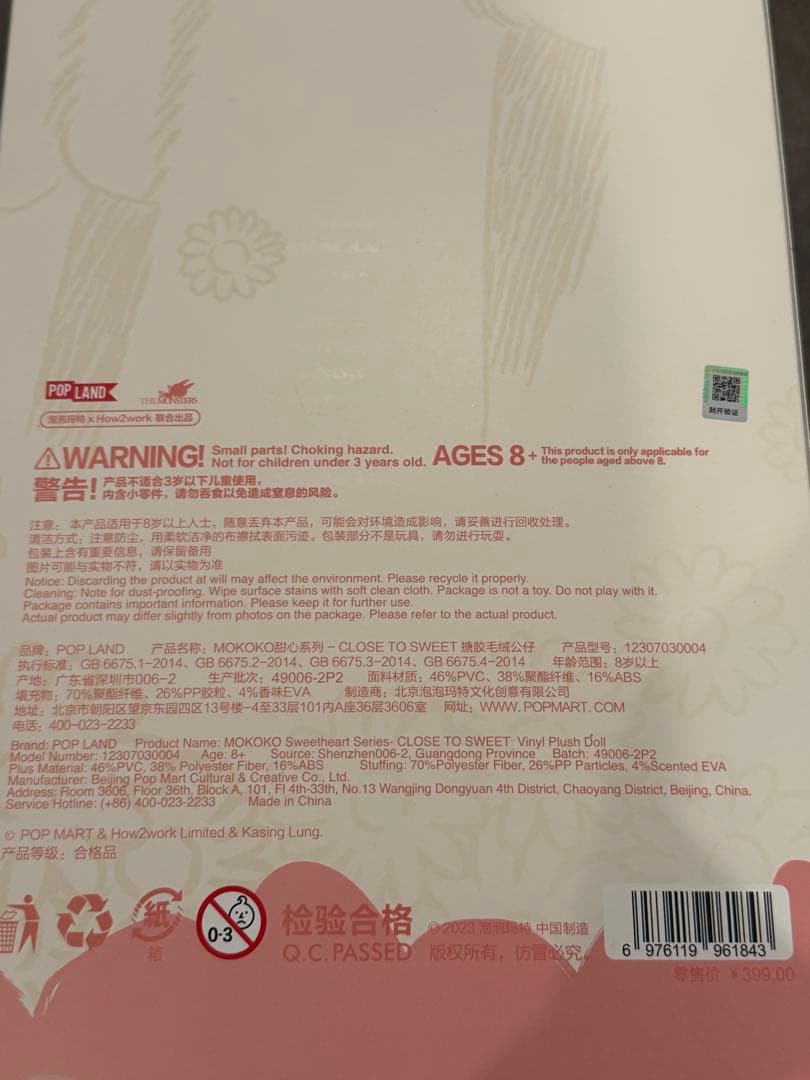 POP LAND
THE MONSTERS
泡泡玛特 x How2work 联合出品
刮开验证
WARNING! Small parts! Choking hazard.
Not for children under 3 years old.
AGES 8+ This product is only applicable for
the people aged above 8.
警告! 产品不适合3岁以下儿童使用，
内含小零件，请勿吞食以免造成窒息的风险。
注意： 本产品适用于8岁以上人士，随意丢弃本产品，可能会对环境造成影响，请妥善进行回收处理。
清洁方式：注意防尘，用柔软洁净的布擦拭表面污迹。包装部分不是玩具，请勿进行玩耍。
包装上含有重要信息，请保留备用
图片可能与实物不符，请以实物为准
Notice: Discarding the product at will may affect the environment. Please recycle it properly.
Cleaning: Note for dust-proofing. Wipe surface stains with soft clean cloth. Package is not a toy. Do not play with it.
Package contains important information. Please keep it for further use.
Actual product may differ slightly from photos on the package. Please refer to the actual product.
品牌：POP LAND 产品名称：MOKOKO甜心系列 – CLOSE TO SWEET 搪胶毛绒公仔 产品型号：12307030004
执行标准：GB 6675.1-2014、GB 6675.2-2014、GB 6675.3-2014、GB 6675.4-2014 年龄范围：8岁以上
产地：广东省深圳市006-2 生产批次：49006-2P2 面料材质：46%PVC、38%聚酯纤维、16%ABS
填充物：70%聚酯纤维、26%PP胶粒、4%香味EVA 制造商：北京泡泡玛特文化创意有限公司
地址：北京市朝阳区望京东园四区13号楼-4至33层101内A座36层3606室 网址：WWW. POPMART. COM
电话：400-023-2233
Brand: POP LAND Product Name: MOKOKO Sweetheart Series- CLOSE TO SWEET Vinyl Plush Doll
Model Number: 12307030004 Age: 8+ Source: Shenzhen006-2, Guangdong Province Batch: 49006-2P2
Plus Material: 46%PVC, 38% Polyester Fiber, 16%ABS Stuffing: 70%Polyester Fiber, 26%PP Particles, 4%Scented EVA
Manufacturer: Beijing Pop Mart Cultural & Creative Co., Ltd.
Address: Room 3606, Floor 36th, Block A, 101, Fl 4th-33th, No.13 Wangjing Dongyuan 4th District, Chaoyang District, Beijing, China.
Service Hotline: (+86) 400-023-2233 Made in China
© POP MART & How2work Limited & Kasing Lung.
产品等级：合格品
紙
箱
0-3
检验合格
Q.C. PASSED
© 2023 泡泡玛特 中国制造
版权所有，仿冒必究。
6 976119 961843
零售价 ￥399.00